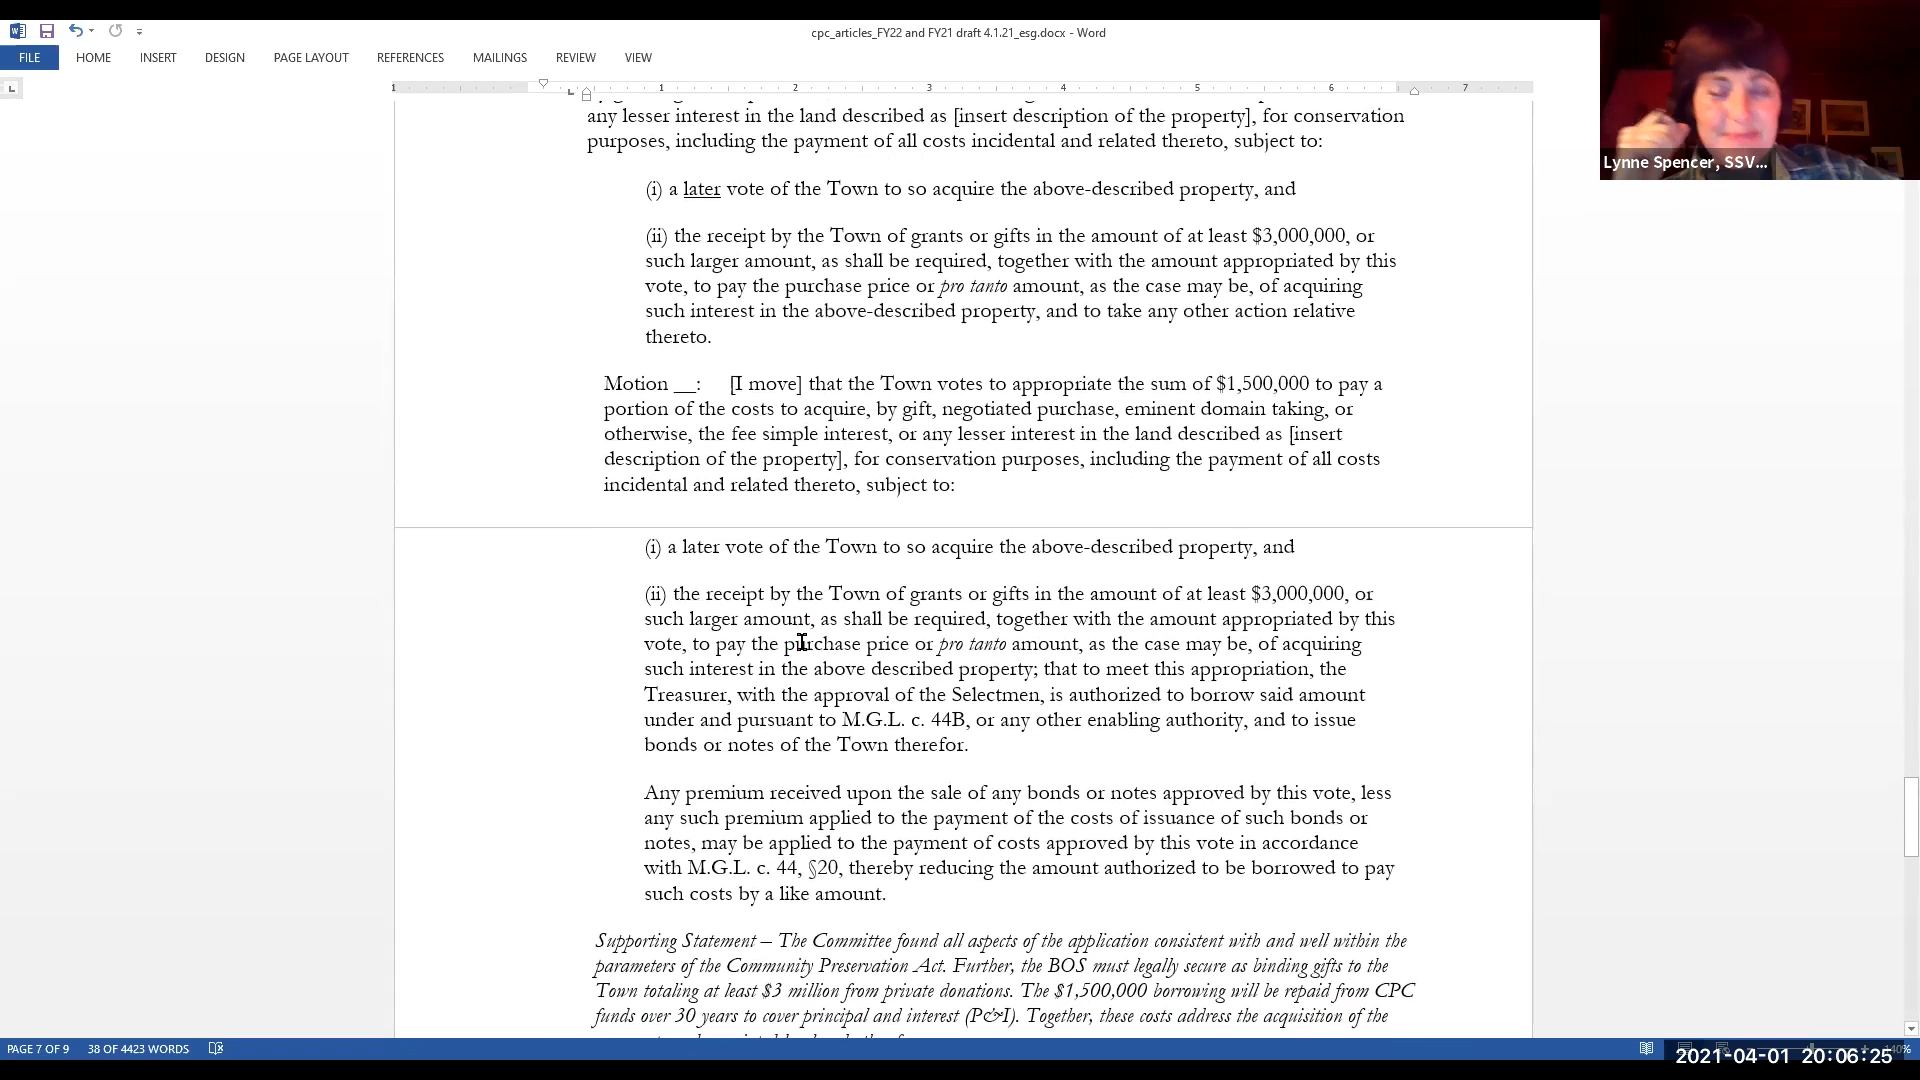 cpc_articles_FY22 and FY21 draft 4.1.21_esg.docx - Word
FILE HOME INSERT DESIGN PAGE LAYOUT REFERENCES MAILINGS REVIEW VIEW
1 1 2 3 4 5 6 7
any lesser interest in the land described as [insert description of the property], for conservation
purposes, including the payment of all costs incidental and related thereto, subject to:
(i) a later vote of the Town to so acquire the above-described property, and
(ii) the receipt by the Town of grants or gifts in the amount of at least $3,000,000, or
such larger amount, as shall be required, together with the amount appropriated by this
vote, to pay the purchase price or pro tanto amount, as the case may be, of acquiring
such interest in the above-described property, and to take any other action relative
thereto.
Motion __: [I move] that the Town votes to appropriate the sum of $1,500,000 to pay a
portion of the costs to acquire, by gift, negotiated purchase, eminent domain taking, or
otherwise, the fee simple interest, or any lesser interest in the land described as [insert
description of the property], for conservation purposes, including the payment of all costs
incidental and related thereto, subject to:
(i) a later vote of the Town to so acquire the above-described property, and
(ii) the receipt by the Town of grants or gifts in the amount of at least $3,000,000, or
such larger amount, as shall be required, together with the amount appropriated by this
vote, to pay the purchase price or pro tanto amount, as the case may be, of acquiring
such interest in the above described property; that to meet this appropriation, the
Treasurer, with the approval of the Selectmen, is authorized to borrow said amount
under and pursuant to M.G.L. c. 44B, or any other enabling authority, and to issue
bonds or notes of the Town therefor.
Any premium received upon the sale of any bonds or notes approved by this vote, less
any such premium applied to the payment of the costs of issuance of such bonds or
notes, may be applied to the payment of costs approved by this vote in accordance
with M.G.L. c. 44, §20, thereby reducing the amount authorized to be borrowed to pay
such costs by a like amount.
Supporting Statement – The Committee found all aspects of the application consistent with and well within the
parameters of the Community Preservation Act. Further, the BOS must legally secure as binding gifts to the
Town totaling at least $3 million from private donations. The $1,500,000 borrowing will be repaid from CPC
funds over 30 years to cover principal and interest (P&I). Together, these costs address the acquisition of the
Lynne Spencer, SSV...
PAGE 7 OF 9 38 OF 4423 WORDS
2021-04-01 20:06:25